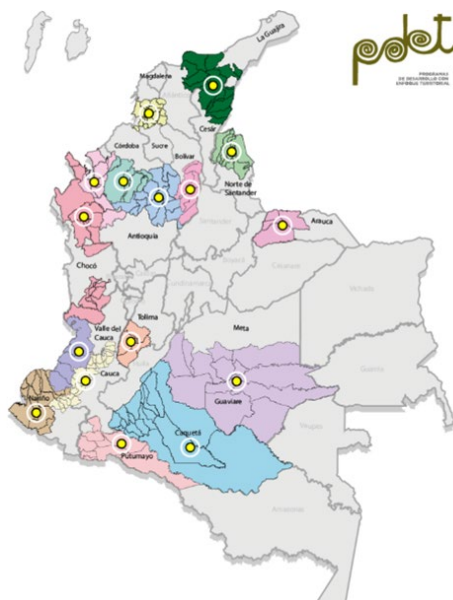 La Guajira
pdet
PROGRAMAS
DE DESARROLLO CON
ENFOQUE TERRITORIAL
Magdalena
Atlántico
Cesar
Córdoba
Sucre
Bolívar
Norte de
Santander
Santander
Arauca
Antioquia
Boyacá
Casanare
Chocó
Cundinamarca
Vichada
Tolima
Valle del
Cauca
Meta
Huila
Cauca
Guainía
Nariño
Guaviare
Vaupés
Caquetá
Putumayo
Amazonas